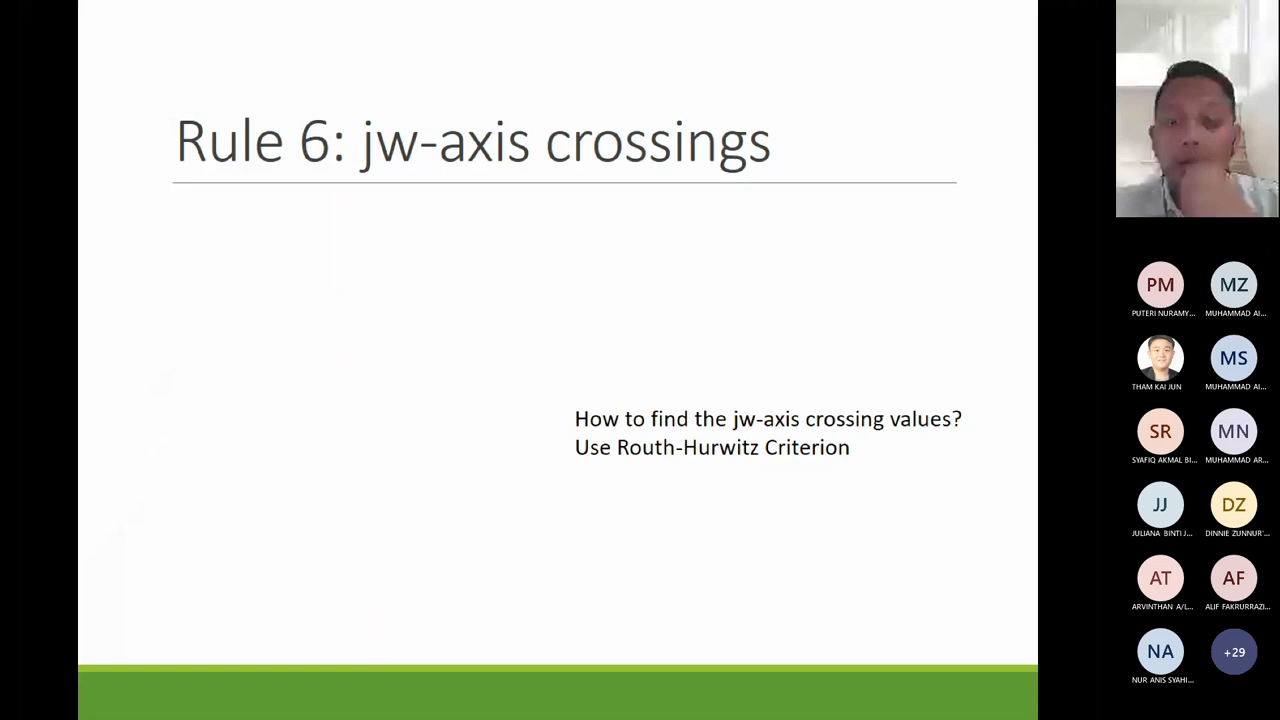 Rule 6: jw-axis crossings
How to find the jw-axis crossing values?
Use Routh-Hurwitz Criterion
PM
MZ
PUTERI NURAMY...
MUHAMMAD AI...
MS
THAM KAI JUN
MUHAMMAD AI...
SR
MN
SYAFIQ AKMAL BI...
MUHAMMAD AR...
JJ
DZ
JULIANA BINTI J...
DINNIE ZUNNUR'...
AT
AF
ARVINTHAN A/L...
ALIF FAKRURRAZI...
NA
+29
NUR ANIS SYAHI...